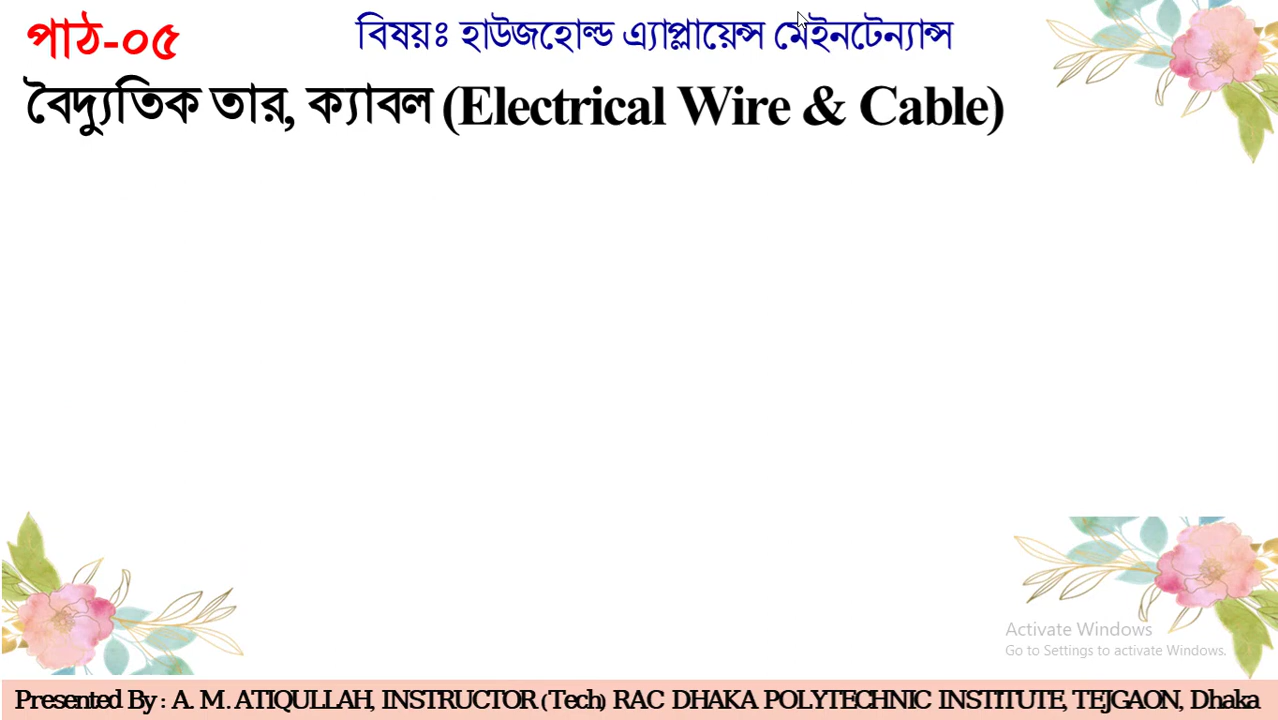 পাঠ-০৫
বিষয়ঃ হাউজহোল্ড এ্যাপ্লায়েন্স মেইনটেন্যান্স
বৈদ্যুতিক তার, ক্যাবল (Electrical Wire & Cable)
Activate Windows
Go to Settings to activate Windows.
Presented By : A. M. ATIQULLAH, INSTRUCTOR (Tech) RAC DHAKA POLYTECHNIC INSTITUTE, TEJGAON, Dhaka